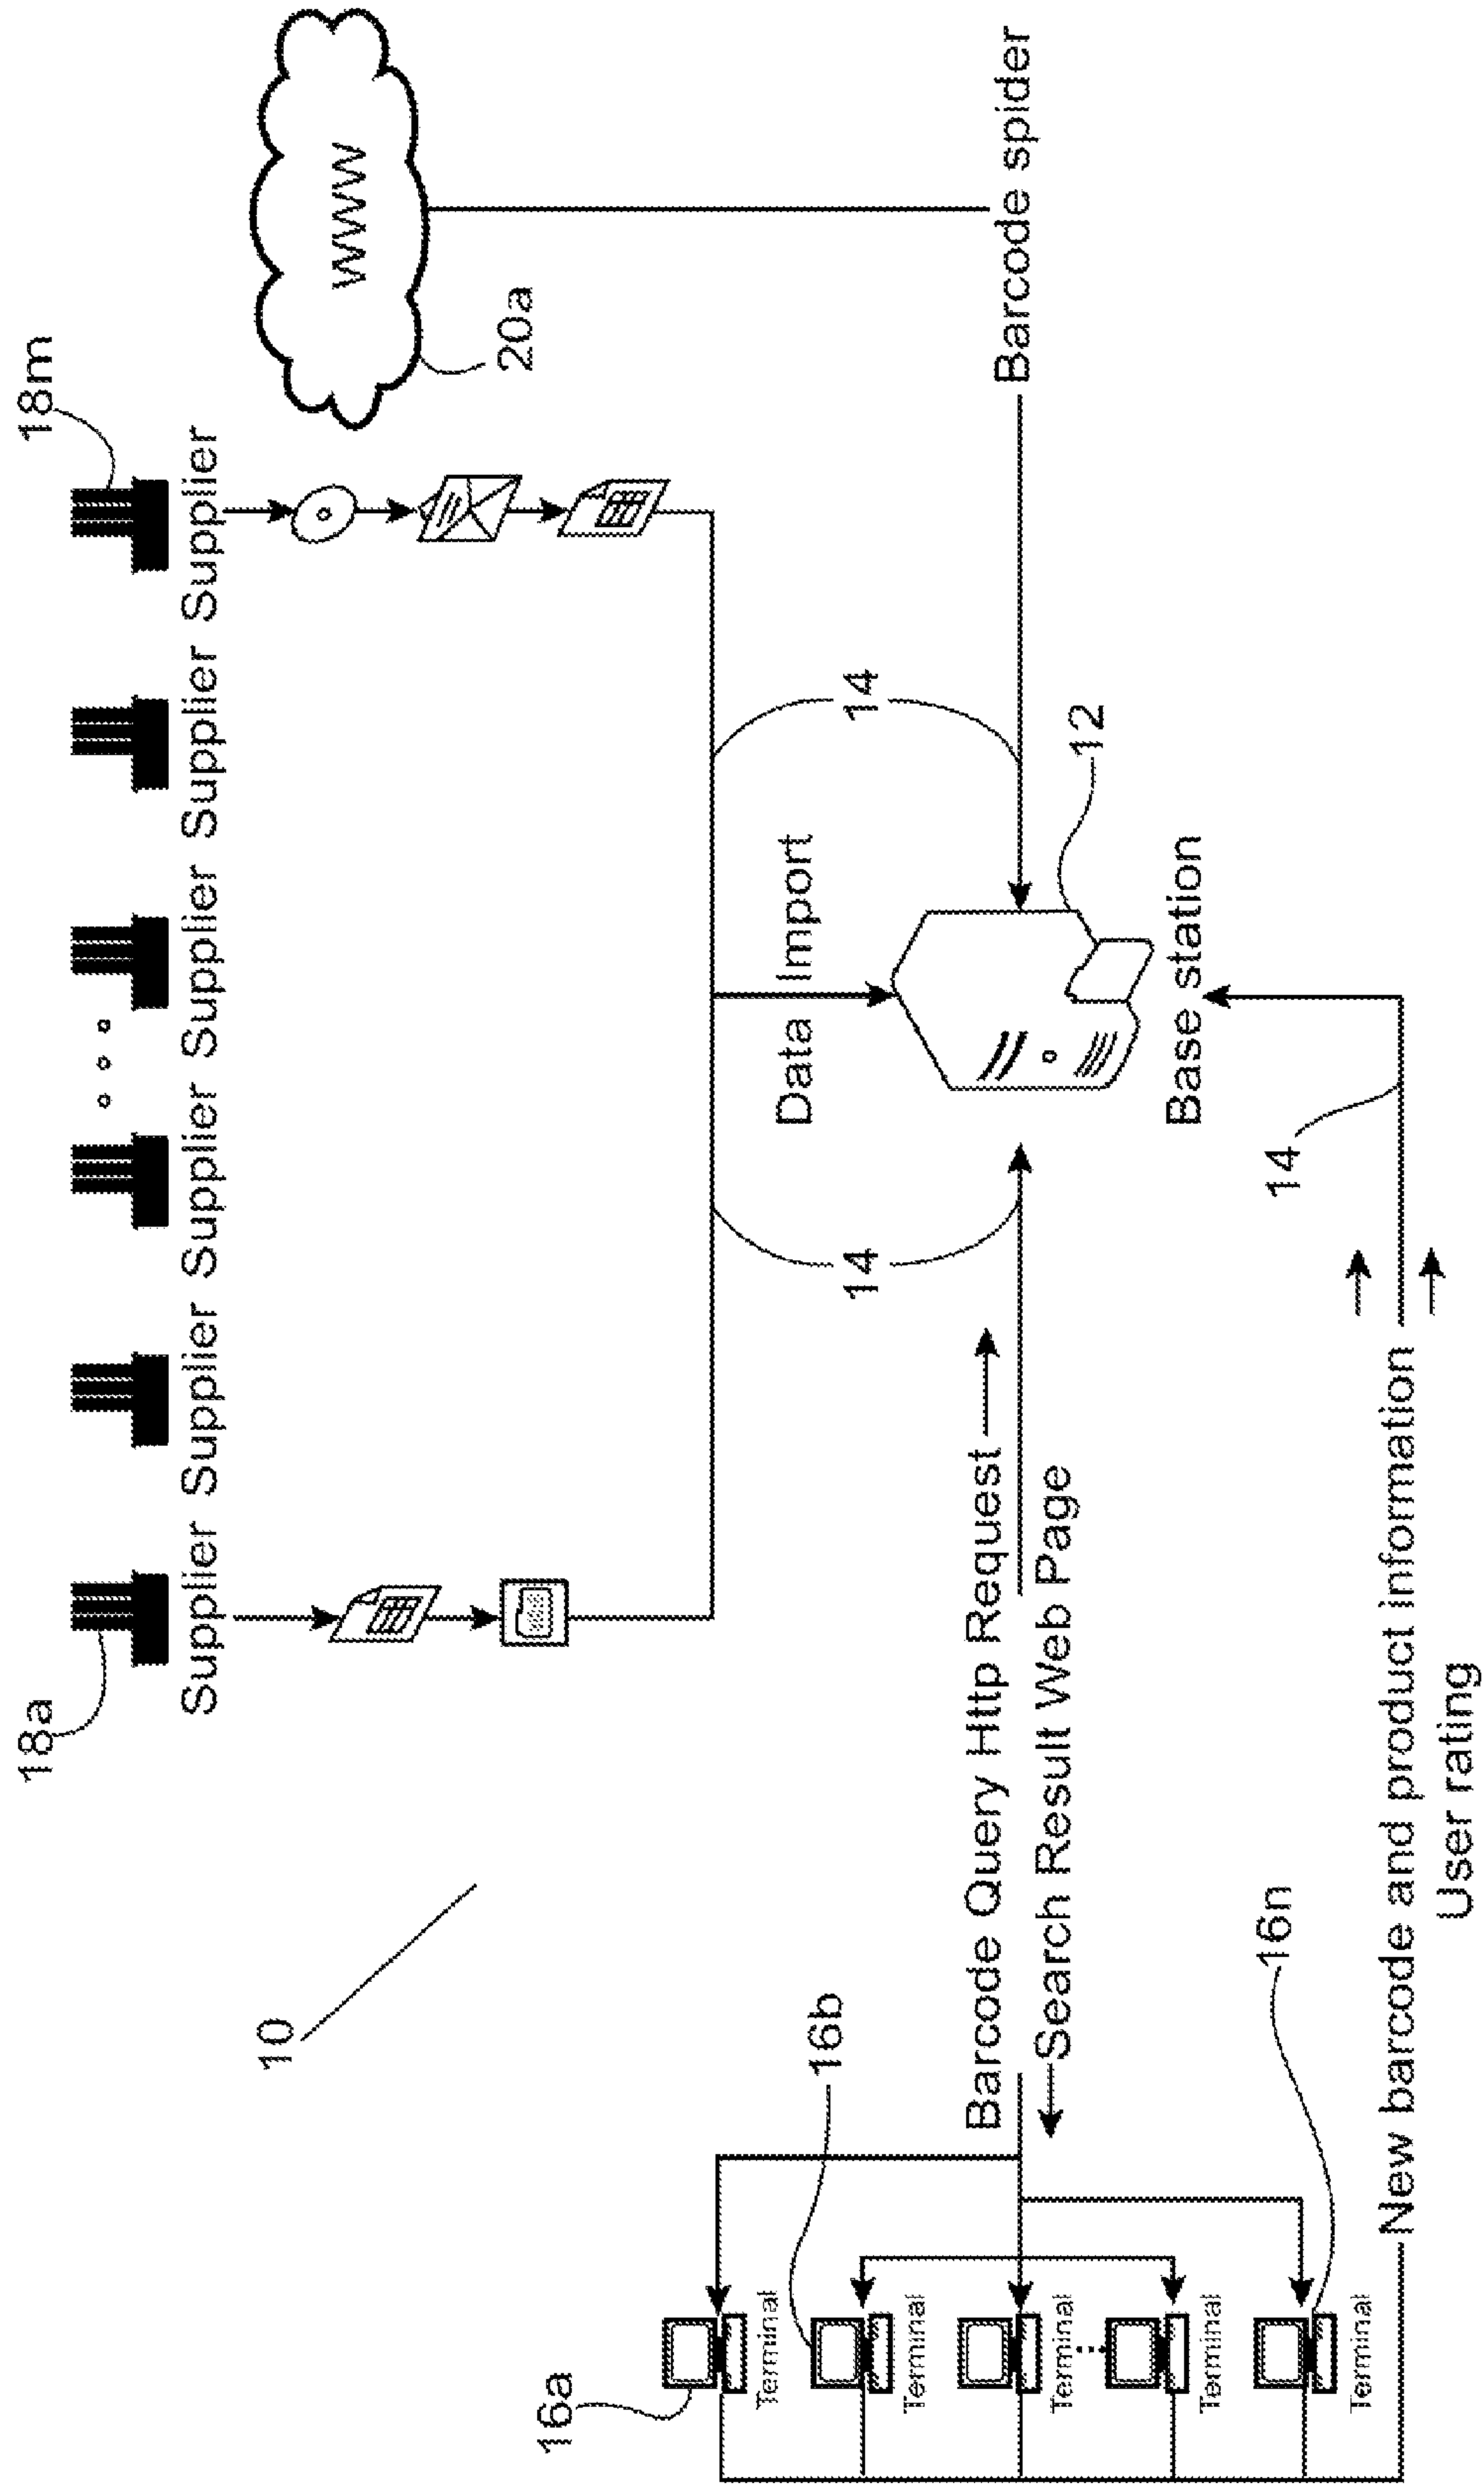 18a
18m
Supplier Supplier Supplier Supplier Supplier Supplier
WWW
20a
10
14
14
Data Import
16a
16b
Terminal
Terminal
Terminal
Terminal
Terminal
16n
Barcode Query Http Request
Search Result Web Page
Barcode spider
12
Base station
14
New barcode and product information
User rating